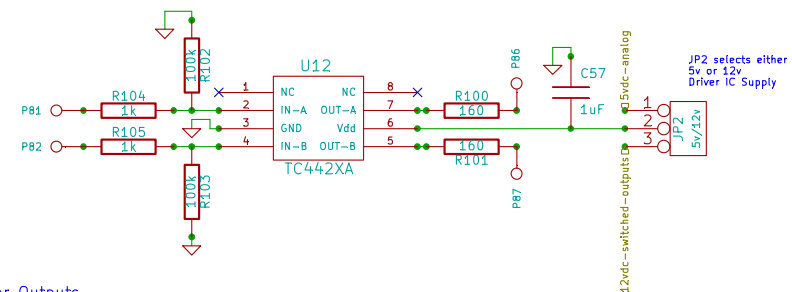 5vdc-analog
JP2 selects either
5v or 12v
Driver IC Supply
100k
R102
U12
P86
C57
1uF
P81
R104
1k
1
NC
NC
8
R100
160
1
2
IN-A
OUT-A
7
2
JP2
5v/12v
3
GND
Vdd
6
3
P82
R105
1k
4
IN-B
OUT-B
5
160
R101
TC442XA
100k
R103
P87
12vdc-switched-outputs
Outputs